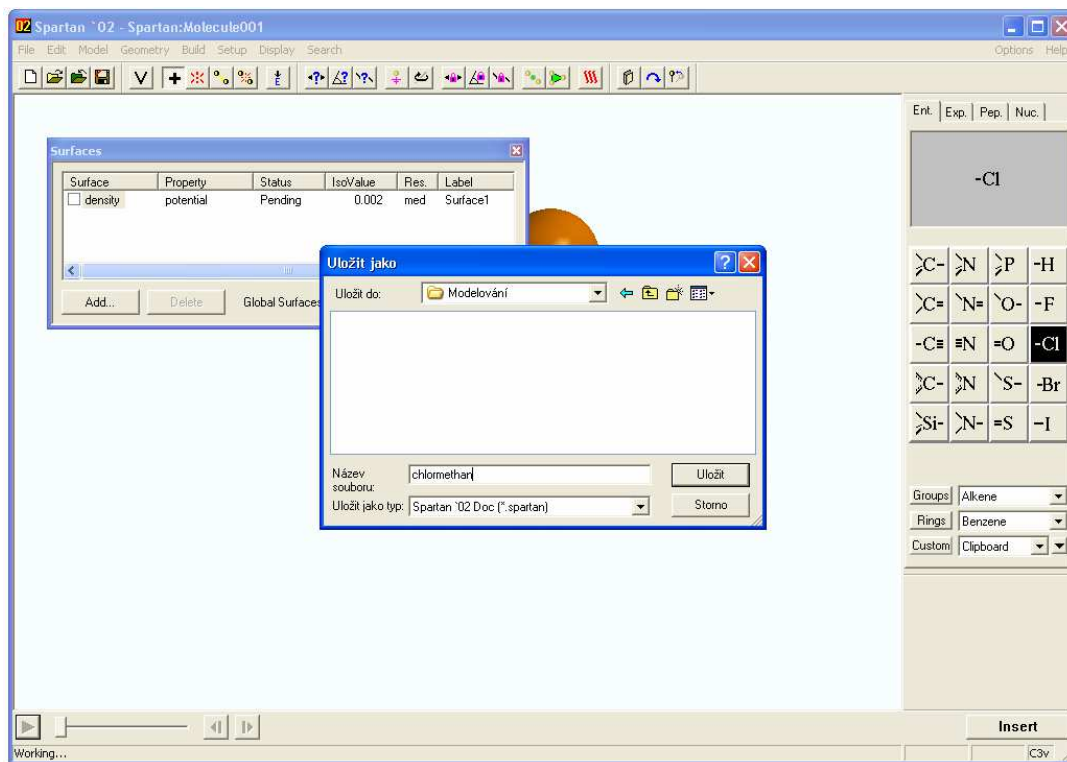 02 Spartan `02 - Spartan:Molecule001
File Edit Model Geometry Build Setup Display Search Options Help
Ent. Exp. Pep. Nuc.
-Cl
Surfaces
Surface Property Status IsoValue Res. Label
density potential Pending 0.002 med Surface1
Add... Delete Global Surfaces
Uložit jako
Uložit do: Modelování
Název souboru: chlormethan Uložit
Uložit jako typ: Spartan `02 Doc (*.spartan) Storno
C- N P -H
C= N= O- -F
-C≡ ≡N =O -Cl
C- N S- -Br
Si- N- =S -I
Groups Alkene
Rings Benzene
Custom Clipboard
Insert
Working... C3v